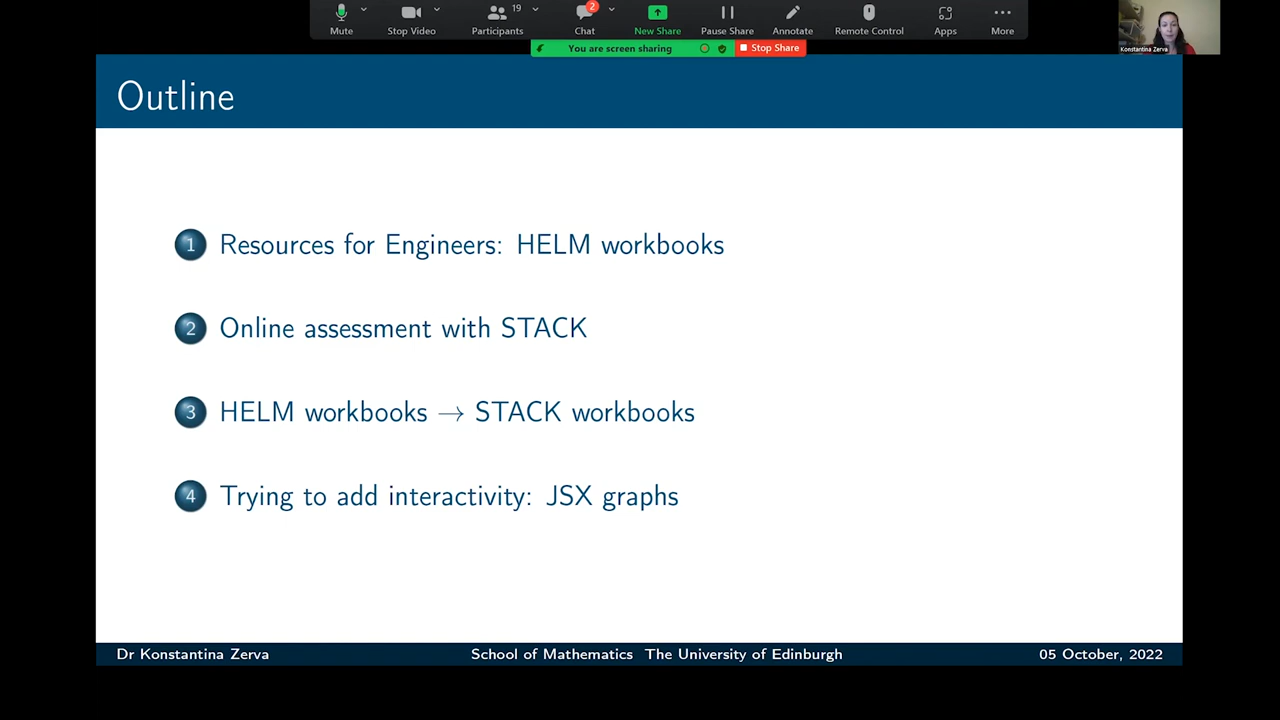 19
2
Mute
Stop Video
Participants
Chat
New Share
Pause Share
Annotate
Remote Control
Apps
More
You are screen sharing
Stop Share
Konstantina Zerva
Outline
1 Resources for Engineers: HELM workbooks
2 Online assessment with STACK
3 HELM workbooks → STACK workbooks
4 Trying to add interactivity: JSX graphs
Dr Konstantina Zerva
School of Mathematics The University of Edinburgh
05 October, 2022